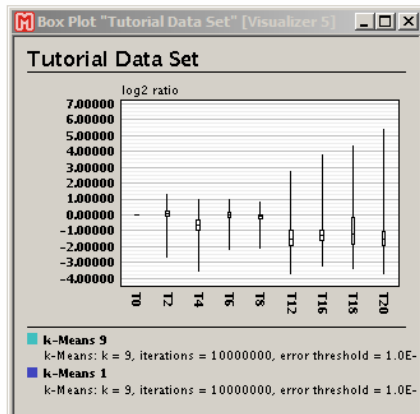 Box Plot "Tutorial Data Set" [Visualizer 5]
Tutorial Data Set
log2 ratio
7.00000
6.00000
5.00000
4.00000
3.00000
2.00000
1.00000
0.00000
-1.00000
-2.00000
-3.00000
-4.00000
T0 T2 T4 T6 T8 T12 T16 T18 T20
k-Means 9
k-Means: k = 9, iterations = 10000000, error threshold = 1.0E-
k-Means 1
k-Means: k = 9, iterations = 10000000, error threshold = 1.0E-